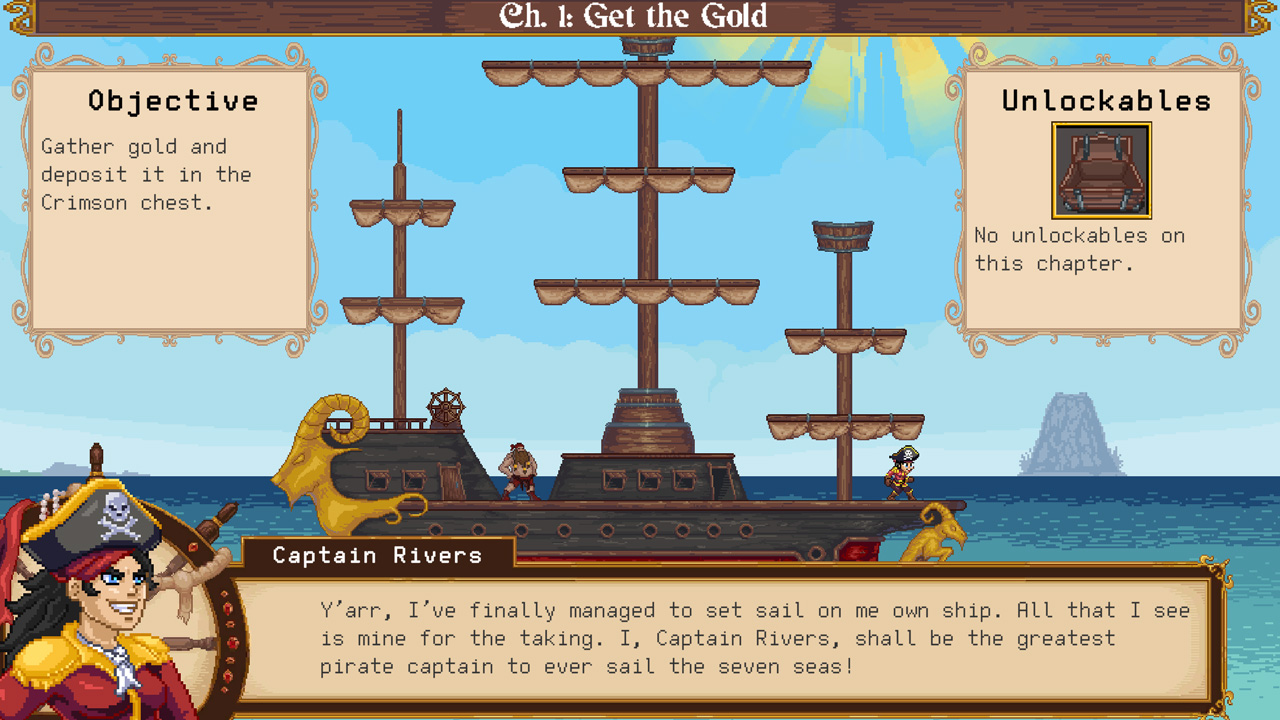 Ch. 1: Get the Gold
Objective
Gather gold and
deposit it in the
Crimson chest.
Unlockables
No unlockables on
this chapter.
Captain Rivers
Y'arr, I've finally managed to set sail on me own ship. All that I see
is mine for the taking. I, Captain Rivers, shall be the greatest
pirate captain to ever sail the seven seas!